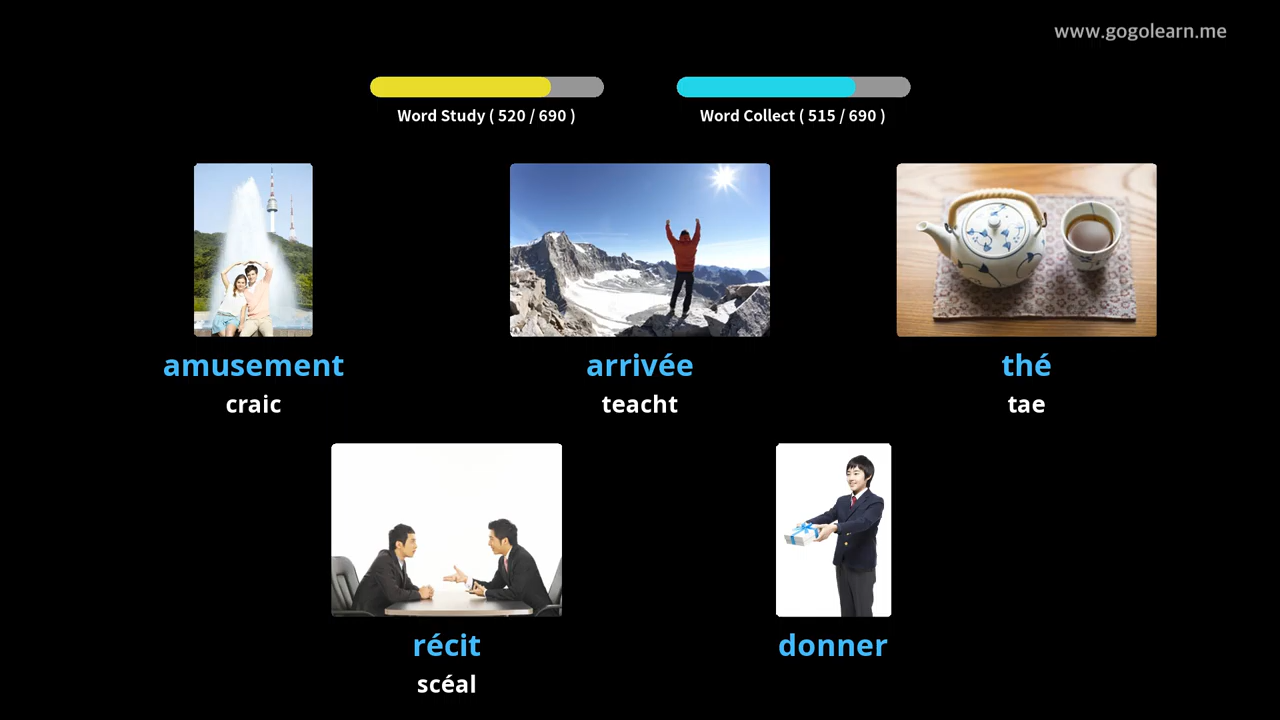 www.gogolearn.me
Word Study ( 520 / 690 )
Word Collect ( 515 / 690 )
amusement
craic
arrivée
teacht
thé
tae
récit
scéal
donner